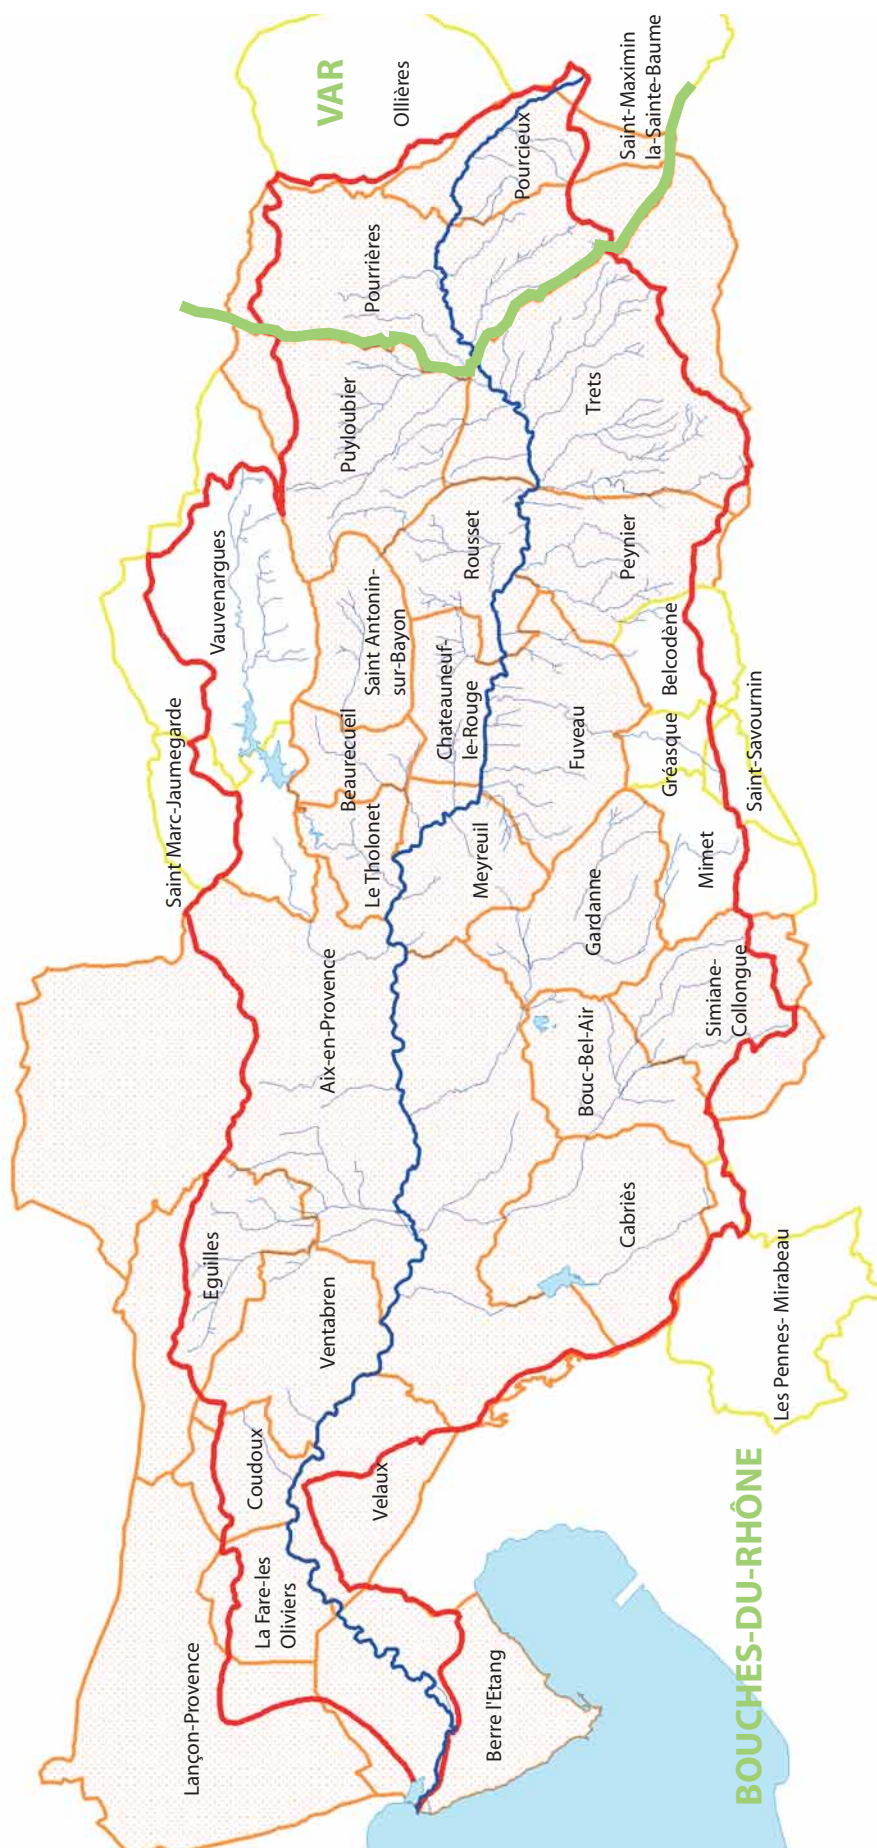 VAR
Ollières
Saint-Maximin
la-Sainte-Baume
Pourcieux
Pourrières
Puyloubier
Trets
Vauvenargues
Rousset
Peynier
Saint Antonin-
sur-Bayon
Chateauneuf-
le-Rouge
Belcodène
Beaurecueil
Fuveau
Gréasque
Saint-Savournin
Saint Marc-Jaumegarde
Le Tholonet
Meyreuil
Mimet
Gardanne
Aix-en-Provence
Simiane-
Collongue
Bouc-Bel-Air
Cabriès
Eguilles
Ventabren
Les Pennes- Mirabeau
Coudoux
Velaux
La Fare-les
Oliviers
Lançon-Provence
Berre l'Etang
BOUCHES-DU-RHÔNE